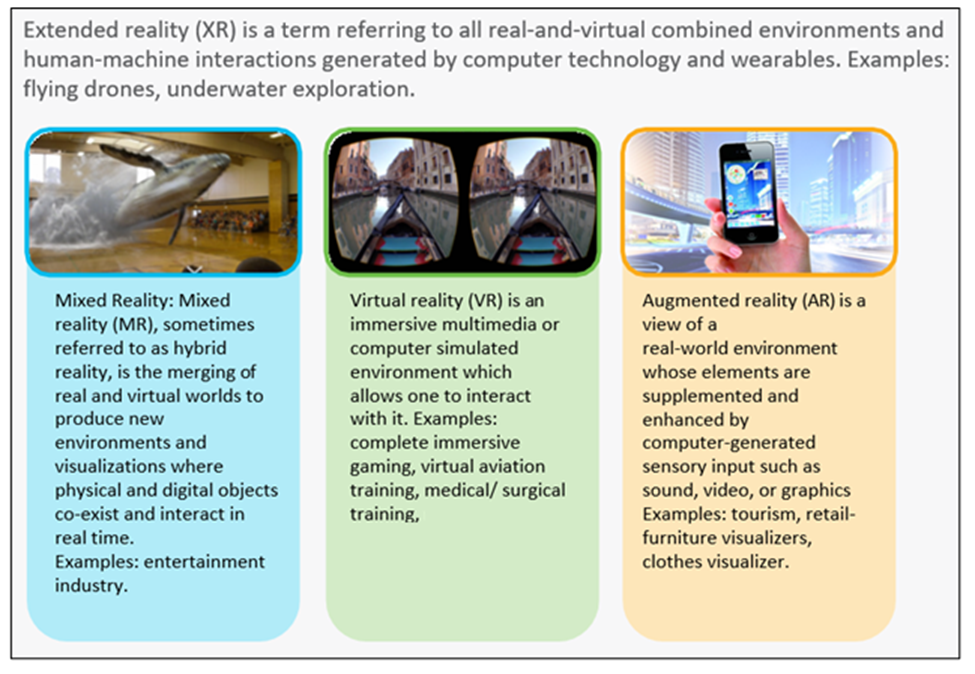 Extended reality (XR) is a term referring to all real-and-virtual combined environments and
human-machine interactions generated by computer technology and wearables. Examples:
flying drones, underwater exploration.
Mixed Reality: Mixed
reality (MR), sometimes
referred to as hybrid
reality, is the merging of
real and virtual worlds to
produce new
environments and
visualizations where
physical and digital objects
co-exist and interact in
real time.
Examples: entertainment
industry.
Virtual reality (VR) is an
immersive multimedia or
computer simulated
environment which
allows one to interact
with it. Examples:
complete immersive
gaming, virtual aviation
training, medical/ surgical
training,
Augmented reality (AR) is a
view of a
real-world environment
whose elements are
supplemented and
enhanced by
computer-generated
sensory input such as
sound, video, or graphics
Examples: tourism, retail-
furniture visualizers,
clothes visualizer.